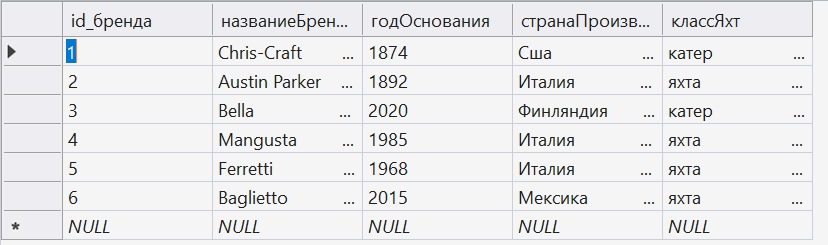 id_бренда названиеБрен... годОснования странаПроизв... классЯхт
1 Chris-Craft ... 1874 Сша ... катер ...
2 Austin Parker ... 1892 Италия ... яхта ...
3 Bella ... 2020 Финляндия ... катер ...
4 Mangusta ... 1985 Италия ... яхта ...
5 Ferretti ... 1968 Италия ... яхта ...
6 Baglietto ... 2015 Мексика ... яхта ...
* NULL NULL NULL NULL NULL